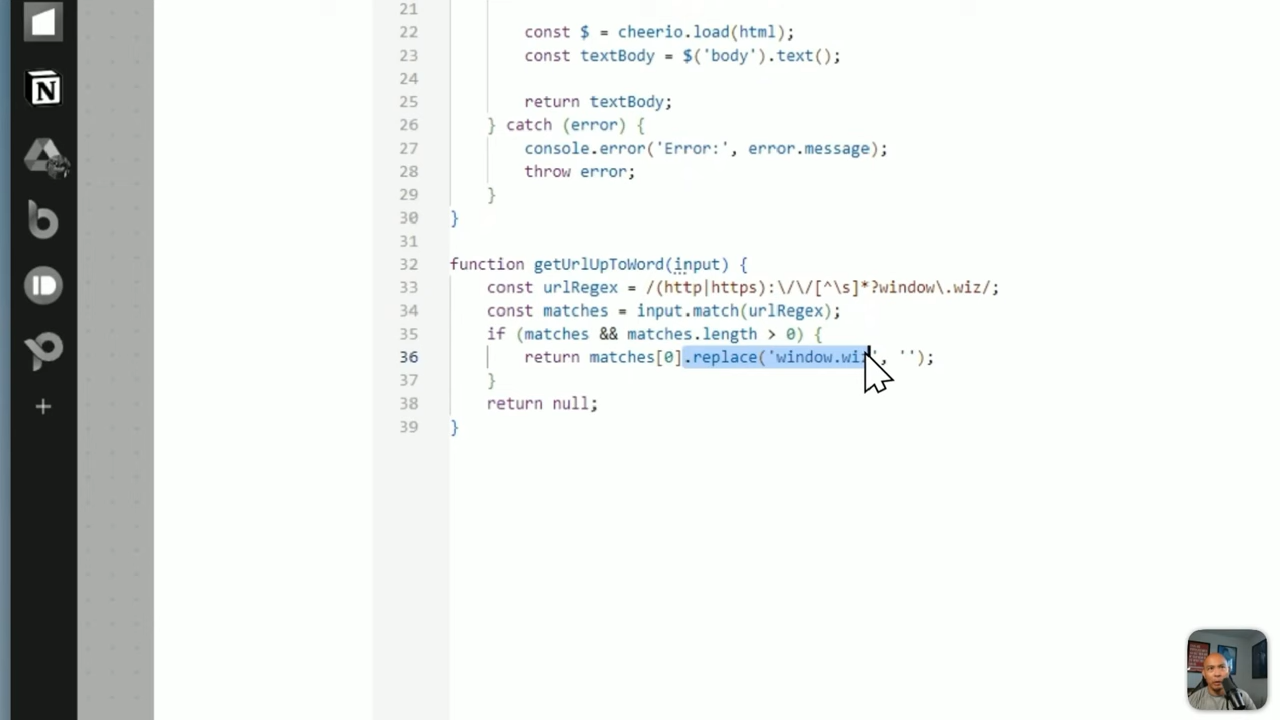 21
22 const $ = cheerio.load(html);
23 const textBody = $('body').text();
24
25 return textBody;
26 } catch (error) {
27 console.error('Error:', error.message);
28 throw error;
29 }
30 }
31
32 function getUrlUpToWord(input) {
33 const urlRegex = /(http|https):\/\/[^\s]*?window\.wiz/;
34 const matches = input.match(urlRegex);
35 if (matches && matches.length > 0) {
36 return matches[0].replace('window.wiz', '');
37 }
38 return null;
39 }
N
b